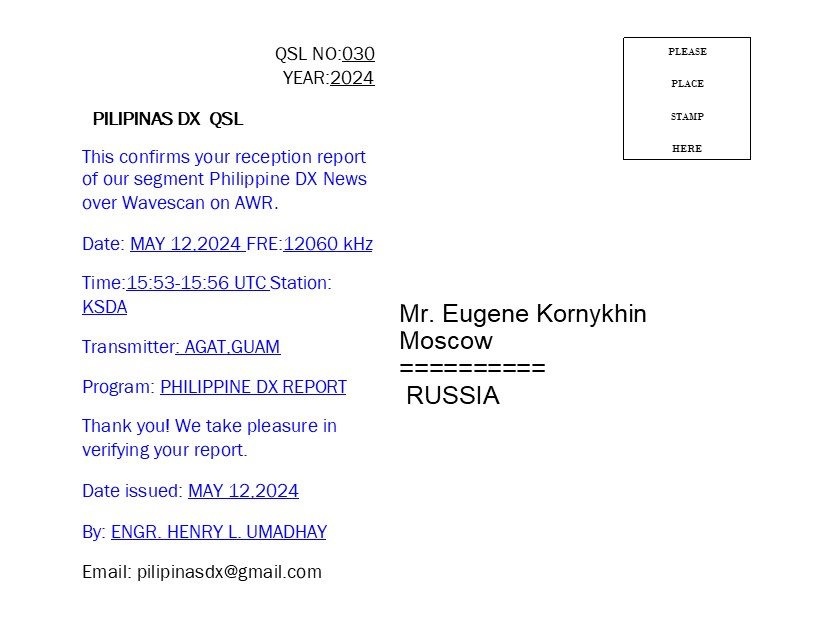 QSL NO:030
YEAR:2024
PILIPINAS DX QSL
This confirms your reception report
of our segment Philippine DX News
over Wavescan on AWR.
Date: MAY 12,2024 FRE:12060 kHz
Time:15:53-15:56 UTC Station:
KSDA
Transmitter: AGAT,GUAM
Program: PHILIPPINE DX REPORT
Thank you! We take pleasure in
verifying your report.
Date issued: MAY 12,2024
By: ENGR. HENRY L. UMADHAY
Email: pilipinasdx@gmail.com
PLEASE
PLACE
STAMP
HERE
Mr. Eugene Kornykhin
Moscow
==========
RUSSIA